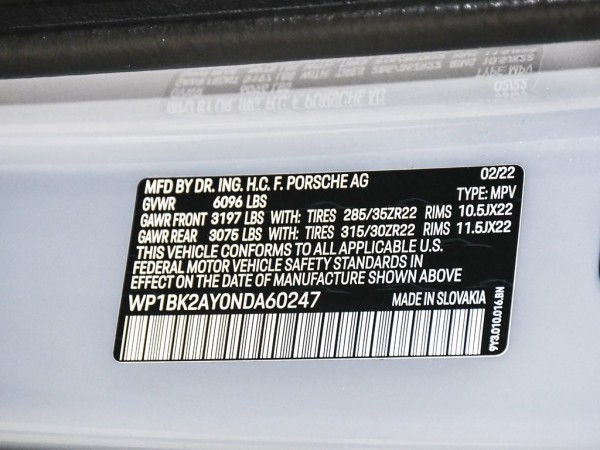 MFD BY DR. ING. H.C. F. PORSCHE AG 02/22
GVWR 6096 LBS TYPE: MPV
GAWR FRONT 3197 LBS WITH: TIRES 285/35ZR22 RIMS 10.5JX22
GAWR REAR 3075 LBS WITH: TIRES 315/30ZR22 RIMS 11.5JX22
THIS VEHICLE CONFORMS TO ALL APPLICABLE U.S.
FEDERAL MOTOR VEHICLE SAFETY STANDARDS IN
EFFECT ON THE DATE OF MANUFACTURE SHOWN ABOVE
WP1BK2AY0NDA60247 MADE IN SLOVAKIA
9Y3.010.016.BN